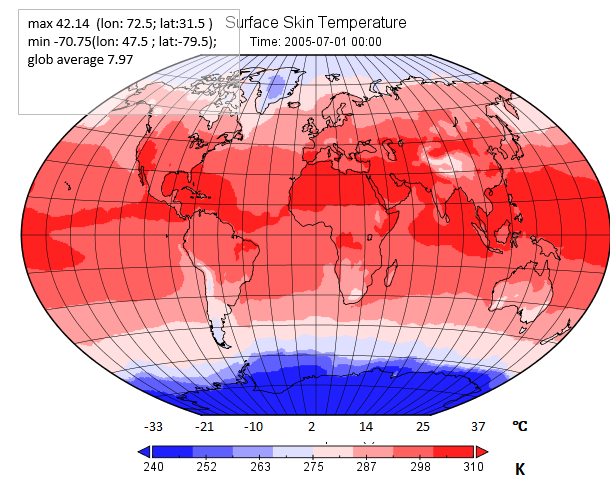 max 42.14 (lon: 72.5; lat:31.5 )
min -70.75(lon: 47.5 ; lat:-79.5);
glob average 7.97
Surface Skin Temperature
Time: 2005-07-01 00:00
-33 -21 -10 2 14 25 37 °C
240 252 263 275 287 298 310 K